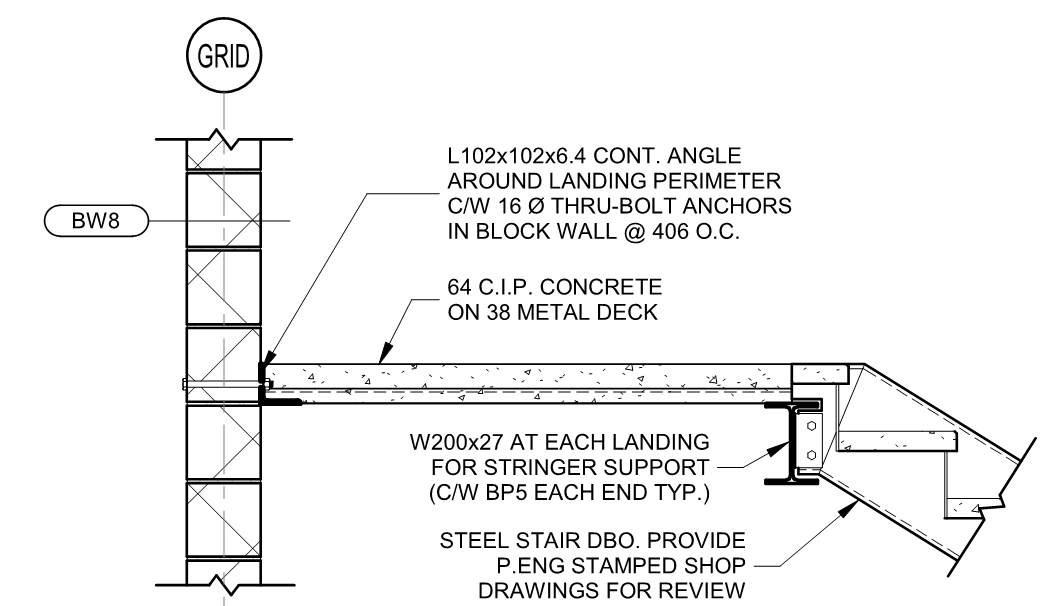 GRID
BW8
L102x102x6.4 CONT. ANGLE
AROUND LANDING PERIMETER
C/W 16 Ø THRU-BOLT ANCHORS
IN BLOCK WALL @ 406 O.C.
64 C.I.P. CONCRETE
ON 38 METAL DECK
W200x27 AT EACH LANDING
FOR STRINGER SUPPORT
(C/W BP5 EACH END TYP.)
STEEL STAIR DBO. PROVIDE
P.ENG STAMPED SHOP
DRAWINGS FOR REVIEW